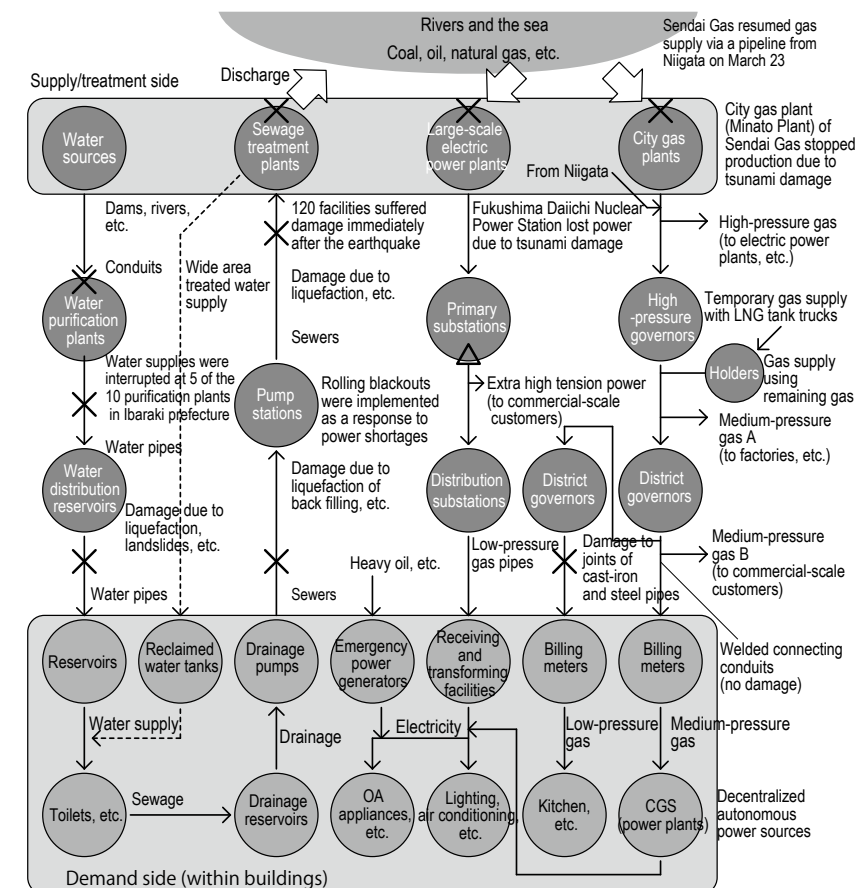 Rivers and the sea
Coal, oil, natural gas, etc.
Sendai Gas resumed gas
supply via a pipeline from
Niigata on March 23
Supply/treatment side
Discharge
Water
sources
Sewage
treatment
plants
Large-scale
electric
power plants
City gas
plants
From Niigata
City gas plant
(Minato Plant) of
Sendai Gas stopped
production due to
tsunami damage
Dams, rivers,
etc.
120 facilities suffered
damage immediately
after the earthquake
Fukushima Daiichi Nuclear
Power Station lost power
due to tsunami damage
High-pressure gas
(to electric power
plants, etc.)
Conduits
Wide area
treated water
supply
Damage due to
liquefaction, etc.
Water
purification
plants
Sewers
Primary
substations
High
-pressure
governors
Temporary gas supply
with LNG tank trucks
Holders
Gas supply
using
remaining gas
Water supplies were
interrupted at 5 of the
10 purification plants
in Ibaraki prefecture
Pump
stations
Rolling blackouts
were implemented
as a response to
power shortages
Extra high tension power
(to commercial-scale
customers)
Medium-pressure
gas A
(to factories, etc.)
Water pipes
Water
distribution
reservoirs
Damage due to
liquefaction of
back filling, etc.
Distribution
substations
District
governors
District
governors
Damage due to
liquefaction,
landslides, etc.
Heavy oil, etc.
Low-pressure
gas pipes
Damage to
joints of
cast-iron
and steel pipes
Medium-pressure
gas B
(to commercial-scale
customers)
Water pipes
Sewers
Reservoirs
Reclaimed
water tanks
Drainage
pumps
Emergency
power
generators
Receiving
and
transforming
facilities
Billing
meters
Billing
meters
Welded connecting
conduits
(no damage)
Water supply
Drainage
Electricity
Low-pressure
gas
Medium-pressure
gas
Toilets, etc.
Sewage
Drainage
reservoirs
OA
appliances,
etc.
Lighting,
air conditioning,
etc.
Kitchen,
etc.
CGS
(power plants)
Decentralized
autonomous
power sources
Demand side (within buildings)